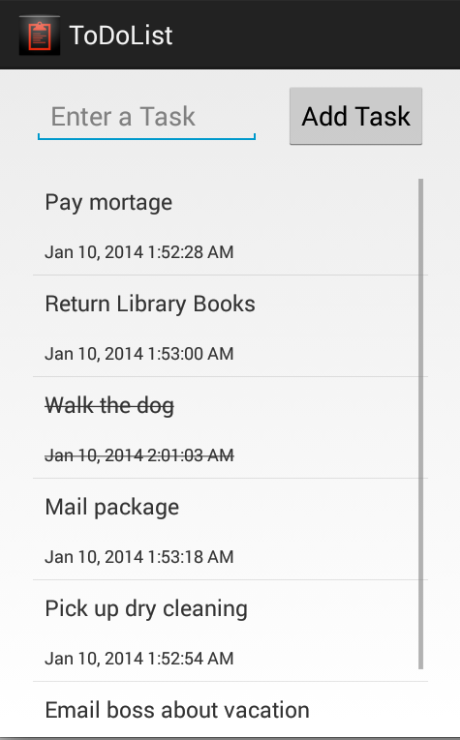 ToDoList
Enter a Task
Add Task
Pay mortage
Jan 10, 2014 1:52:28 AM
Return Library Books
Jan 10, 2014 1:53:00 AM
Walk the dog
Jan 10, 2014 2:01:03 AM
Mail package
Jan 10, 2014 1:53:18 AM
Pick up dry cleaning
Jan 10, 2014 1:52:54 AM
Email boss about vacation